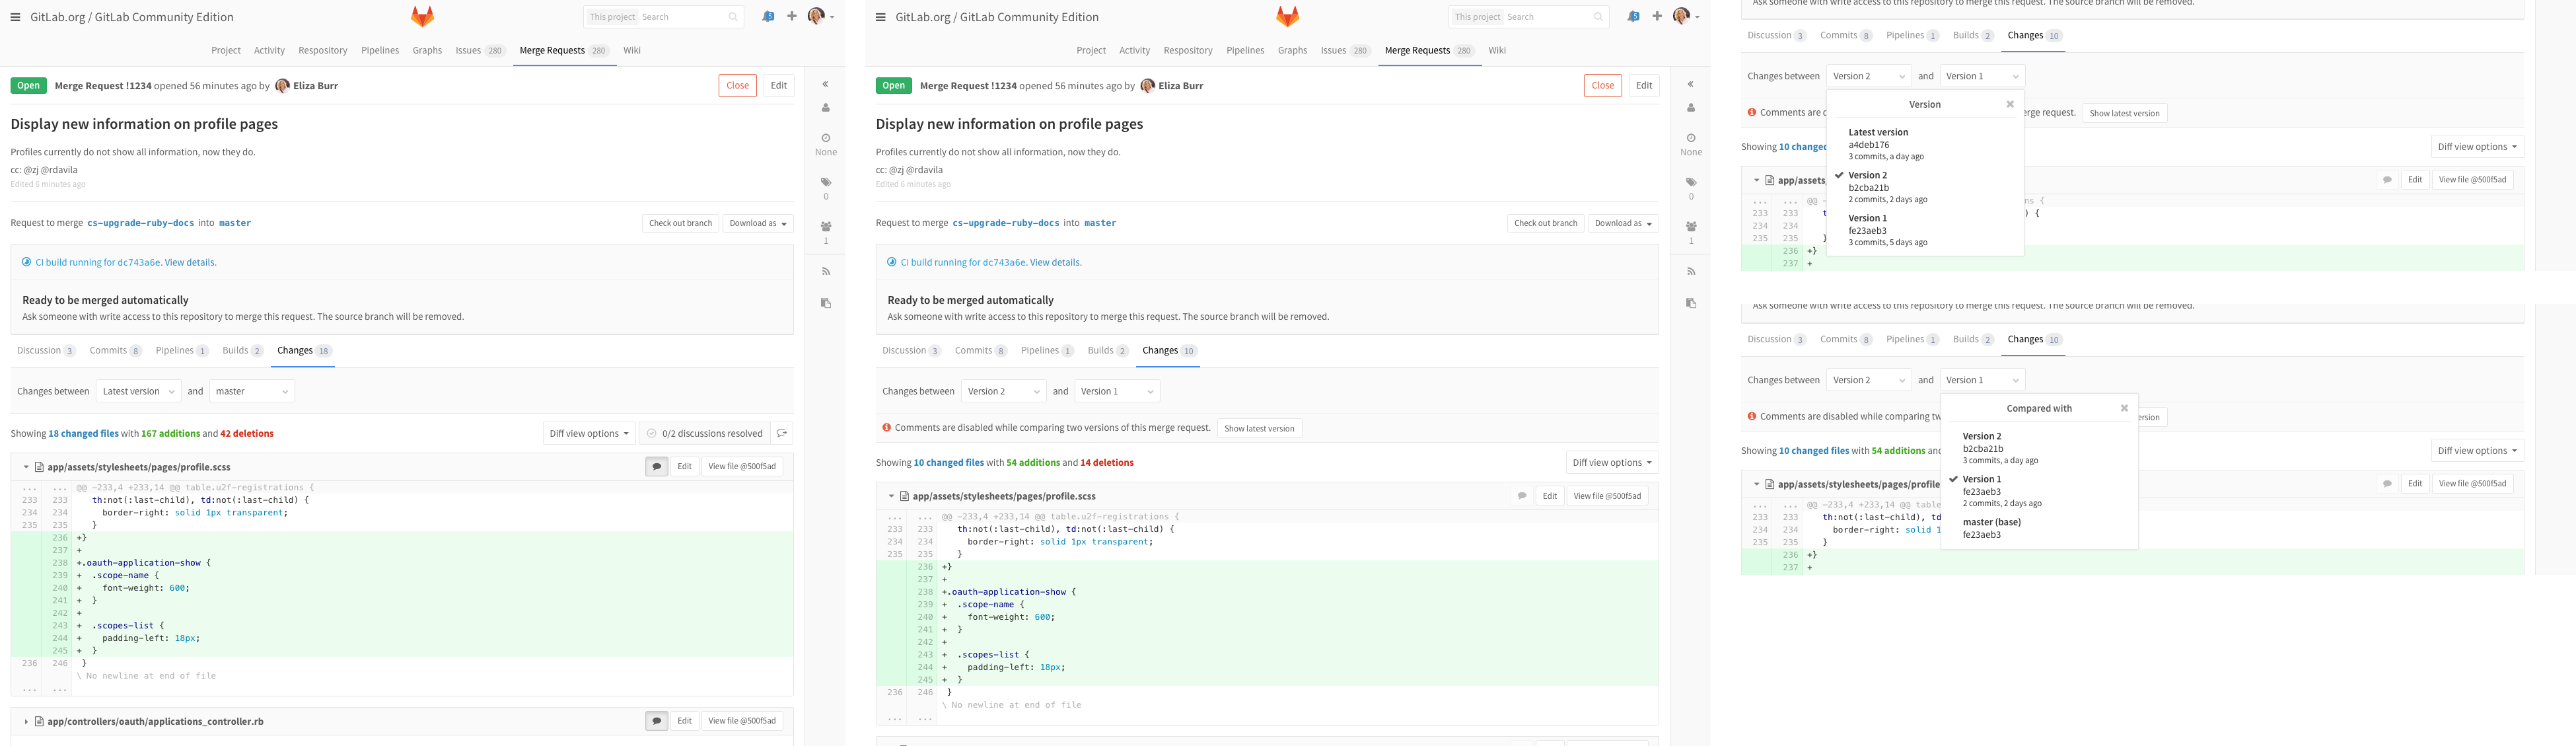 GitLab.org / GitLab Community Edition
This project Search
5
Project Activity Respository Pipelines Graphs Issues 280 Merge Requests 280 Wiki
Open Merge Request !1234 opened 56 minutes ago by Eliza Burr Close Edit
Display new information on profile pages
Profiles currently do not show all information, now they do.
None
cc: @zj @rdavila
Edited 6 minutes ago
0
Request to merge cs-upgrade-ruby-docs into master Check out branch Download as
1
CI build running for dc743a6e. View details.
Ready to be merged automatically
Ask someone with write access to this repository to merge this request. The source branch will be removed.
Discussion 3 Commits 8 Pipelines 1 Builds 2 Changes 18
Changes between Latest version and master
Showing 18 changed files with 167 additions and 42 deletions Diff view options 0/2 discussions resolved
app/assets/stylesheets/pages/profile.scss Edit View file @500f5ad
... ... @@ -233,4 +233,14 @@ table.u2f-registrations {
233 233 th:not(:last-child), td:not(:last-child) {
234 234 border-right: solid 1px transparent;
235 235 }
236 +}
237 +
238 +.oauth-application-show {
239 + .scope-name {
240 + font-weight: 600;
241 + }
242 +
243 + .scopes-list {
244 + padding-left: 18px;
245 + }
236 246 }
\ No newline at end of file
... ...
app/controllers/oauth/applications_controller.rb Edit View file @500f5ad
GitLab.org / GitLab Community Edition
This project Search
5
Project Activity Respository Pipelines Graphs Issues 280 Merge Requests 280 Wiki
Open Merge Request !1234 opened 56 minutes ago by Eliza Burr Close Edit
Display new information on profile pages
Profiles currently do not show all information, now they do.
None
cc: @zj @rdavila
Edited 6 minutes ago
0
Request to merge cs-upgrade-ruby-docs into master Check out branch Download as
1
CI build running for dc743a6e. View details.
Ready to be merged automatically
Ask someone with write access to this repository to merge this request. The source branch will be removed.
Discussion 3 Commits 8 Pipelines 1 Builds 2 Changes 10
Changes between Version 2 and Version 1
Comments are disabled while comparing two versions of this merge request. Show latest version
Showing 10 changed files with 54 additions and 14 deletions Diff view options
app/assets/stylesheets/pages/profile.scss Edit View file @500f5ad
... ... @@ -233,4 +233,14 @@ table.u2f-registrations {
233 233 th:not(:last-child), td:not(:last-child) {
234 234 border-right: solid 1px transparent;
235 235 }
236 +}
237 +
238 +.oauth-application-show {
239 + .scope-name {
240 + font-weight: 600;
241 + }
242 +
243 + .scopes-list {
244 + padding-left: 18px;
245 + }
236 246 }
\ No newline at end of file
... ...
Ask someone with write access to this repository to merge this request. The source branch will be removed.
Discussion 3 Commits 8 Pipelines 1 Builds 2 Changes 10
Changes between Version 2 and Version 1
Version
Comments are d erge request. Show latest version
Latest version
a4deb176
3 commits, a day ago
Version 2
b2cba21b
2 commits, 2 days ago
Version 1
fe23aeb3
3 commits, 5 days ago
Showing 10 changed Diff view options
app/assets Edit View file @500f5ad
... ... @@ - ns {
233 233 t ) {
234 234
235 235 }
236 +}
237 +
Ask someone with write access to this repository to merge this request. The source branch will be removed.
Discussion 3 Commits 8 Pipelines 1 Builds 2 Changes 10
Changes between Version 2 and Version 1
Compared with
Comments are disabled while comparing tw ersion
Version 2
b2cba21b
3 commits, a day ago
Version 1
fe23aeb3
2 commits, 2 days ago
master (base)
fe23aeb3
Showing 10 changed files with 54 additions and Diff view options
app/assets/stylesheets/pages/profile Edit View file @500f5ad
... ... @@ -233,4 +233,14 @@ table.u2
233 233 th:not(:last-child), td
234 234 border-right: solid 1
235 235 }
236 +}
237 +